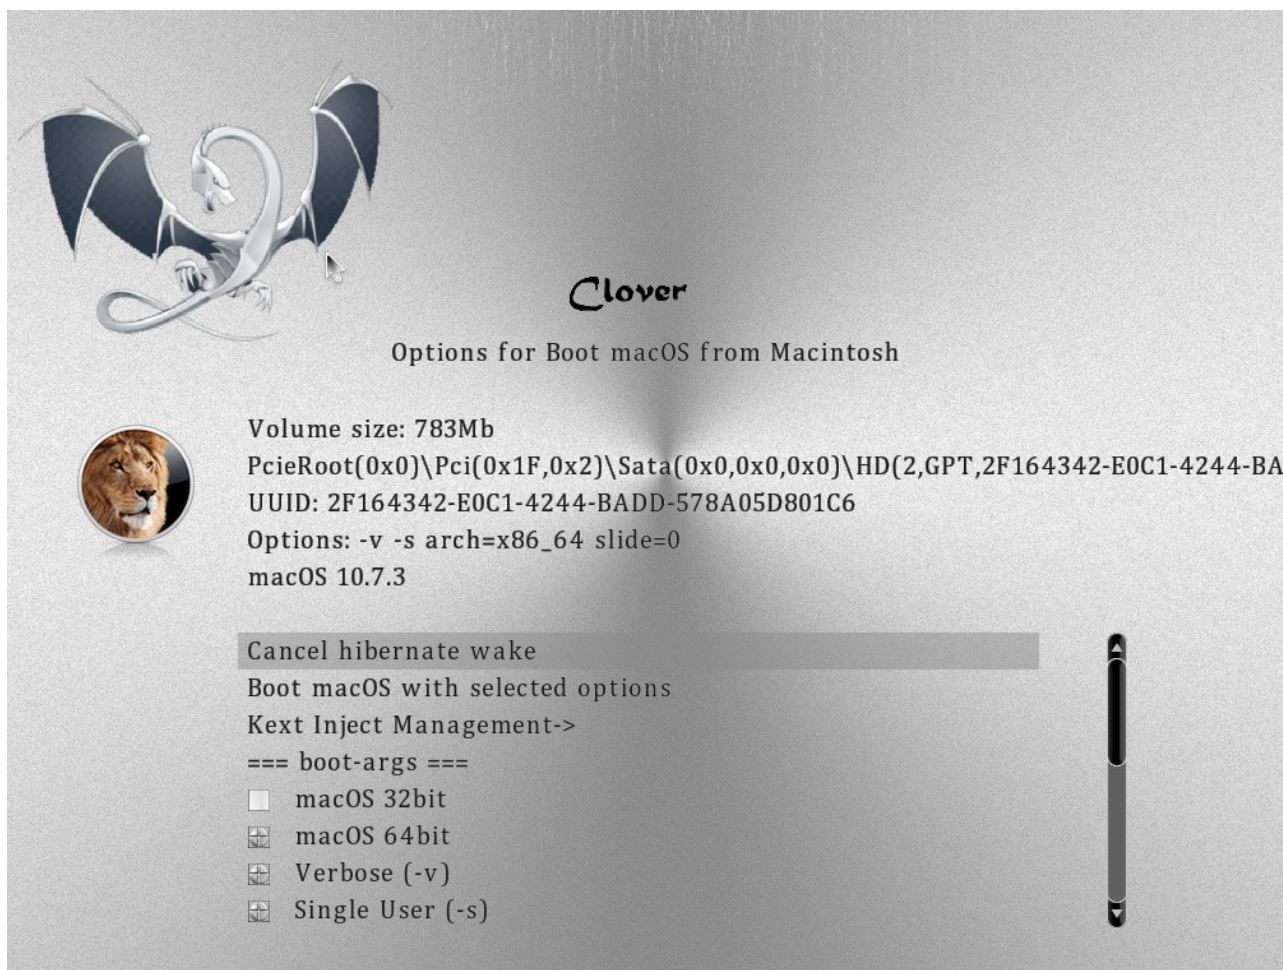 Clover
Options for Boot macOS from Macintosh
Volume size: 783Mb
PcieRoot(0x0)\Pci(0x1F,0x2)\Sata(0x0,0x0,0x0)\HD(2,GPT,2F164342-E0C1-4244-BA
UUID: 2F164342-E0C1-4244-BADD-578A05D801C6
Options: -v -s arch=x86_64 slide=0
macOS 10.7.3
Cancel hibernate wake
Boot macOS with selected options
Kext Inject Management->
=== boot-args ===
macOS 32bit
macOS 64bit
Verbose (-v)
Single User (-s)